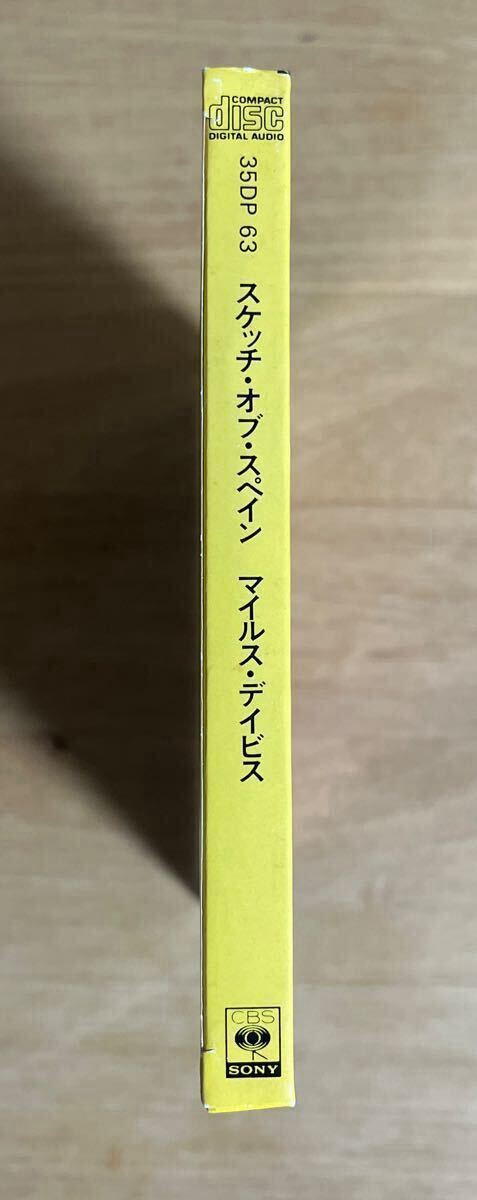 COMPACT
disc
DIGITAL AUDIO
35DP 63
スケッチ・オブ・スペイン マイルス・デイビス
CBS
SONY